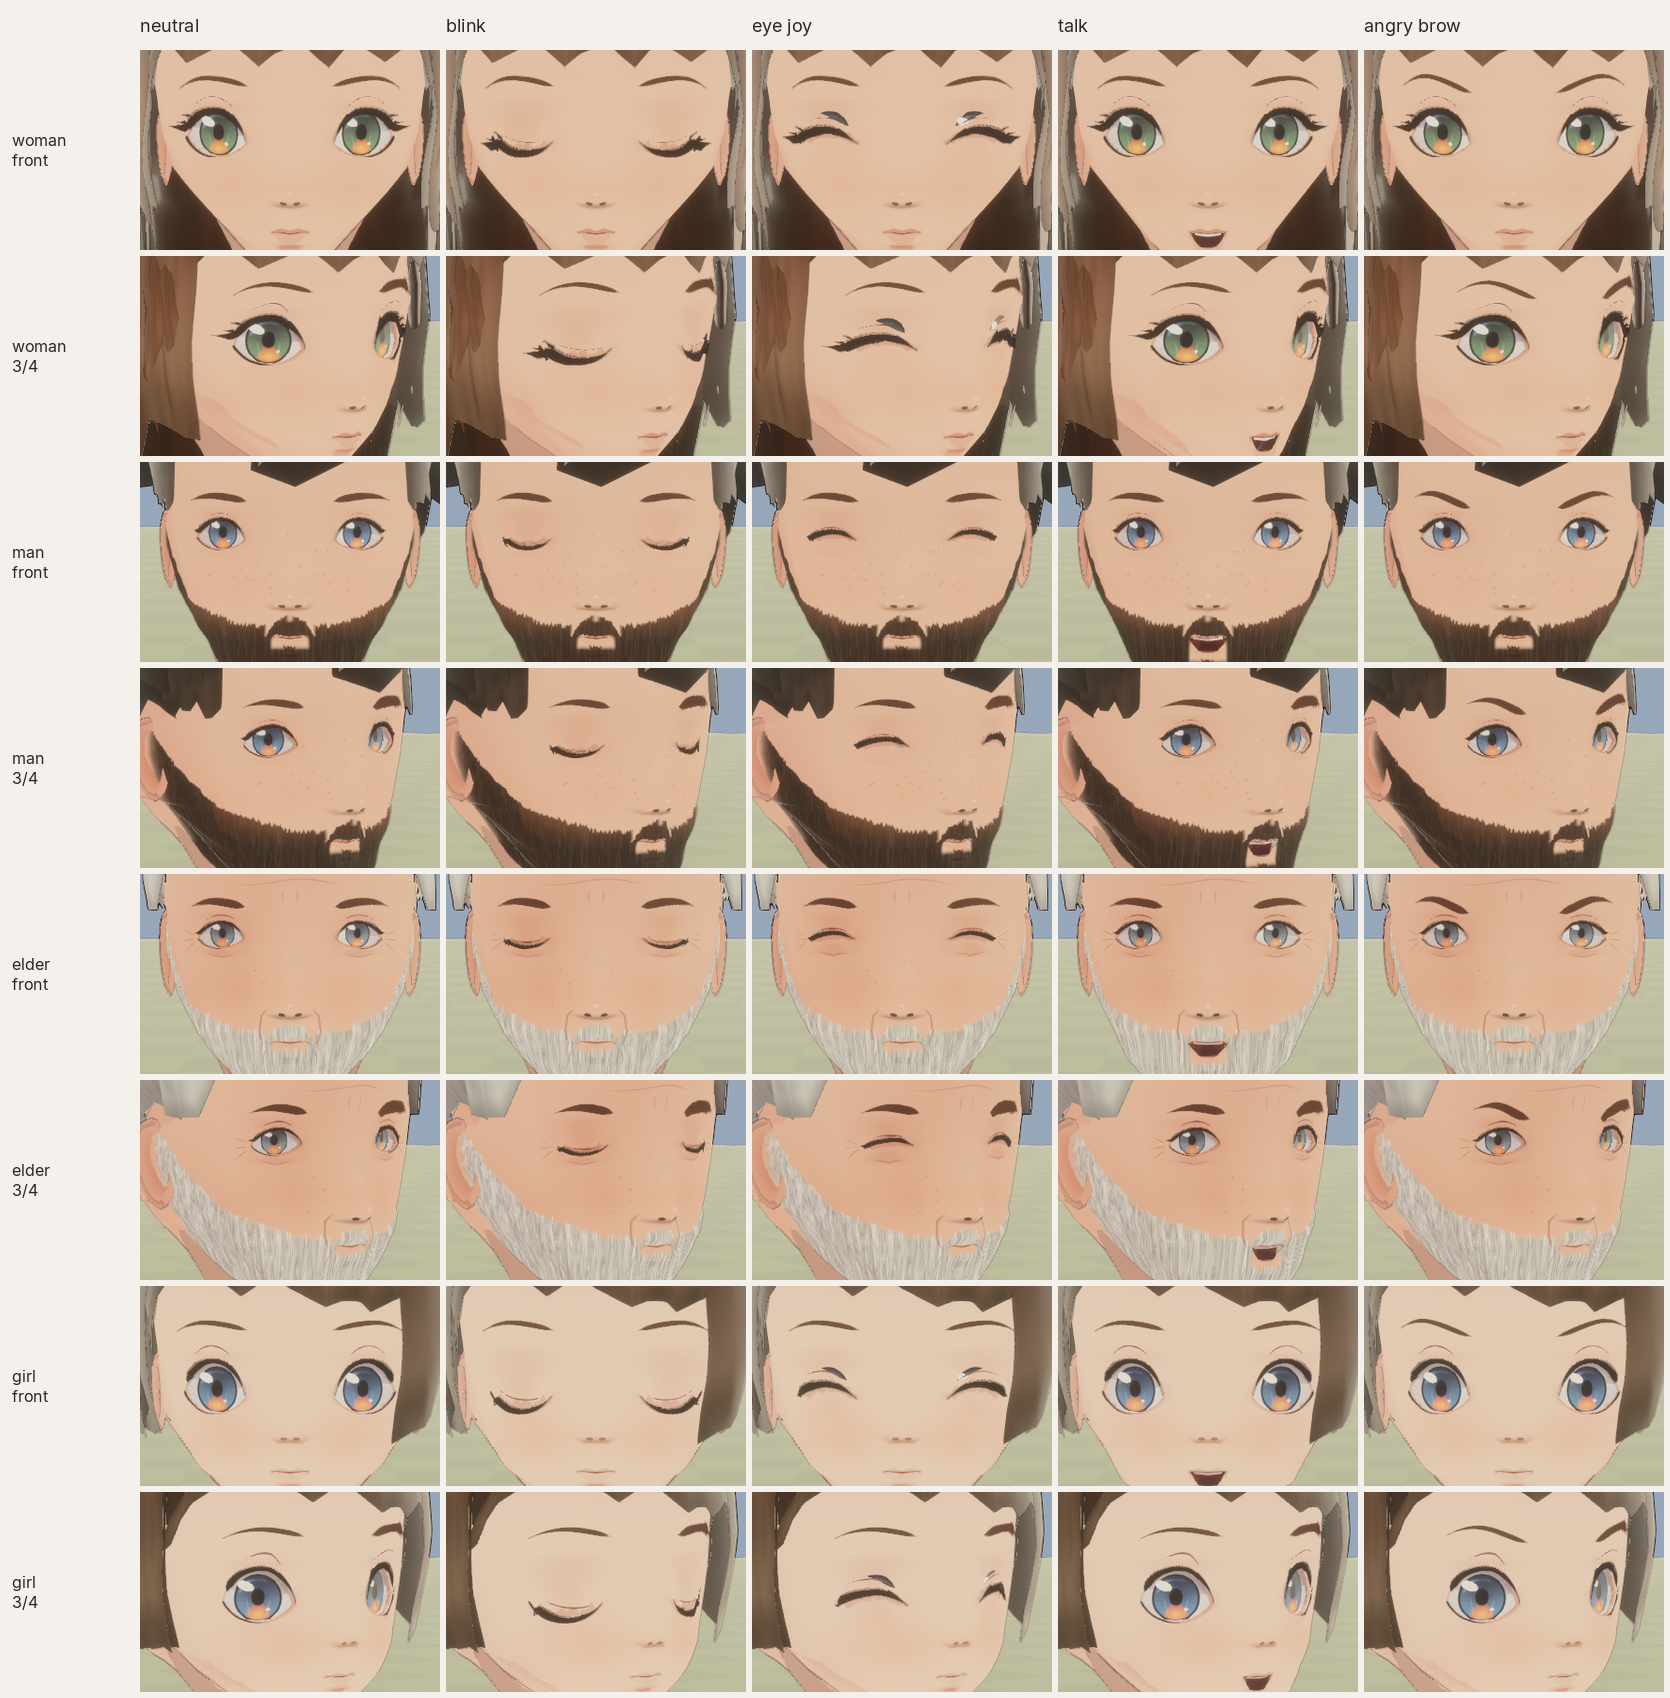 neutral
blink
eye joy
talk
angry brow
woman
front
woman
3/4
man
front
man
3/4
elder
front
elder
3/4
girl
front
girl
3/4